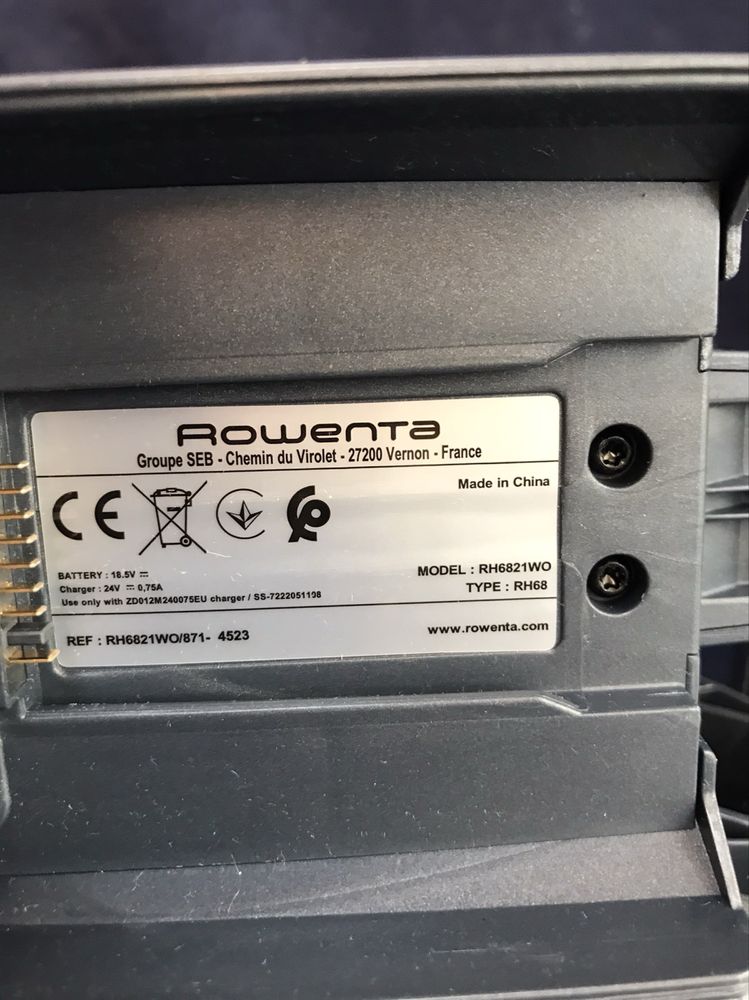 Rowenta
Groupe SEB - Chemin du Virolet - 27200 Vernon - France
Made in China
BATTERY : 18.5V ⎓
Charger : 24V ⎓ 0,75A
Use only with ZD012M240075EU charger / SS-7222051198
MODEL : RH6821WO
TYPE : RH68
REF : RH6821WO/871- 4523
www.rowenta.com